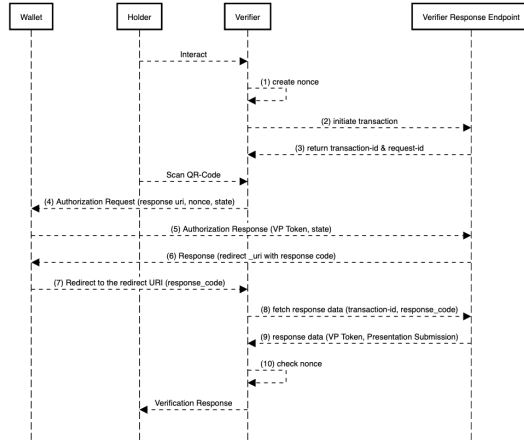 Wallet
Holder
Verifier
Verifier Response Endpoint
Interact
(1) create nonce
(2) initiate transaction
(3) return transaction-id & request-id
Scan QR-Code
(4) Authorization Request (response uri, nonce, state)
(5) Authorization Response (VP Token, state)
(6) Response (redirect _uri with response code)
(7) Redirect to the redirect URI (response_code)
(8) fetch response data (transaction-id, response_code)
(9) response data (VP Token, Presentation Submission)
(10) check nonce
Verification Response